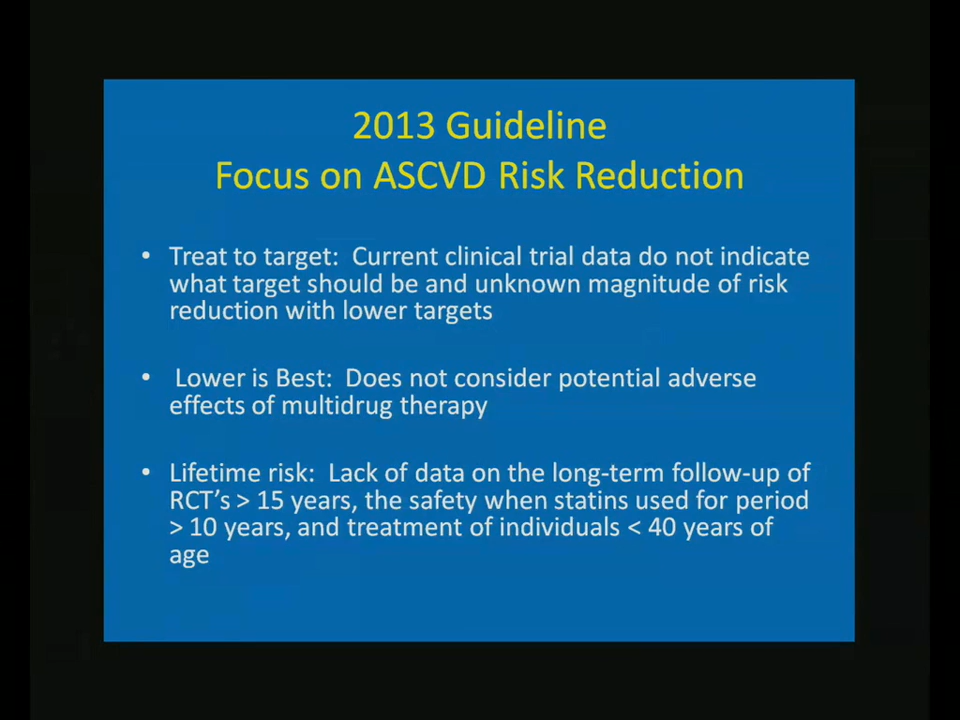 2013 Guideline
Focus on ASCVD Risk Reduction
• Treat to target: Current clinical trial data do not indicate
what target should be and unknown magnitude of risk
reduction with lower targets
• Lower is Best: Does not consider potential adverse
effects of multidrug therapy
• Lifetime risk: Lack of data on the long-term follow-up of
RCT's > 15 years, the safety when statins used for period
> 10 years, and treatment of individuals < 40 years of
age